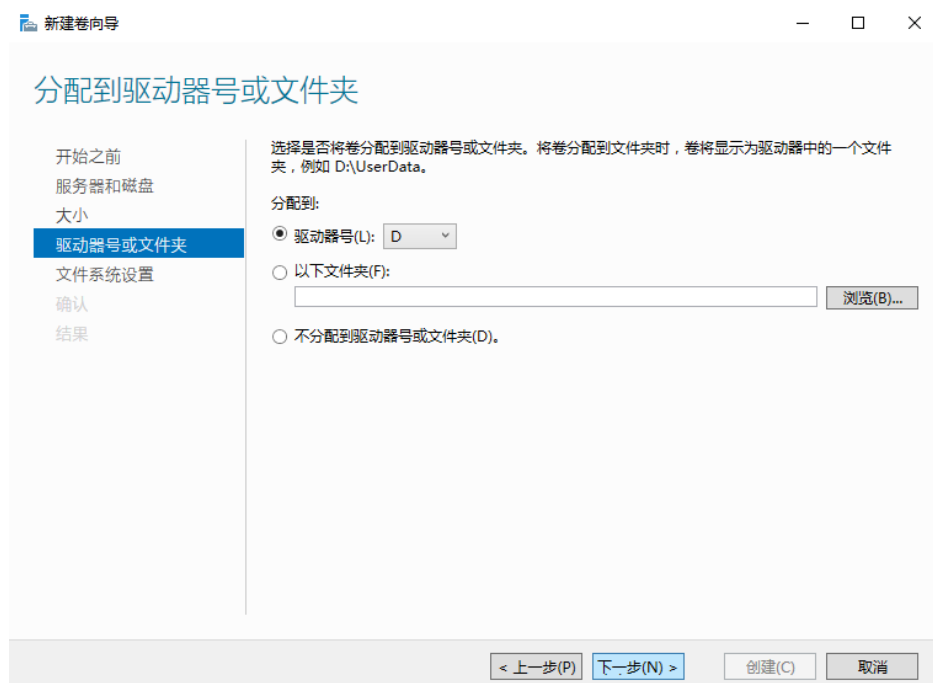 新建卷向导
分配到驱动器号或文件夹
开始之前
服务器和磁盘
大小
驱动器号或文件夹
文件系统设置
确认
结果
选择是否将卷分配到驱动器号或文件夹。将卷分配到文件夹时，卷将显示为驱动器中的一个文件
夹，例如 D:\UserData。
分配到:
驱动器号(L): D
以下文件夹(F):
浏览(B)...
不分配到驱动器号或文件夹(D)。
< 上一步(P) 下一步(N) > 创建(C) 取消